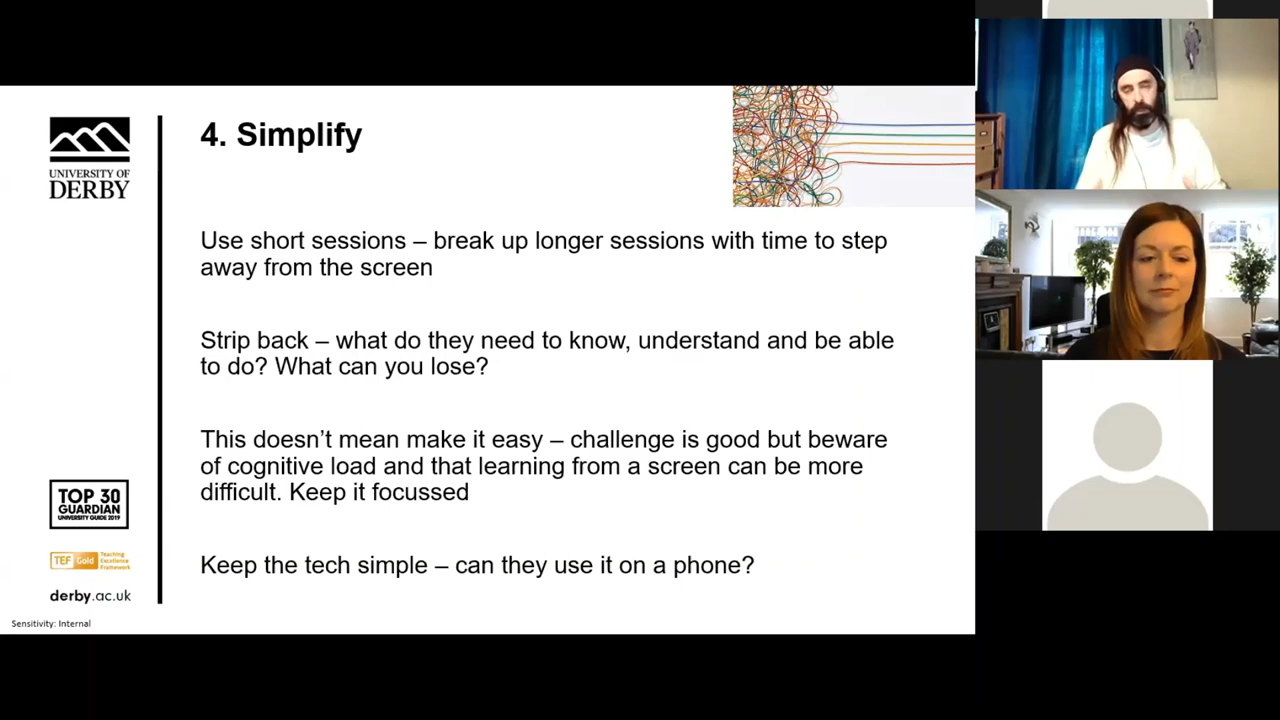 4. Simplify
UNIVERSITY OF
DERBY
Use short sessions – break up longer sessions with time to step
away from the screen
Strip back – what do they need to know, understand and be able
to do? What can you lose?
This doesn’t mean make it easy – challenge is good but beware
of cognitive load and that learning from a screen can be more
difficult. Keep it focussed
Keep the tech simple – can they use it on a phone?
TOP 30
GUARDIAN
UNIVERSITY GUIDE 2019
TEF Gold
Teaching
Excellence
Framework
derby.ac.uk
Sensitivity: Internal